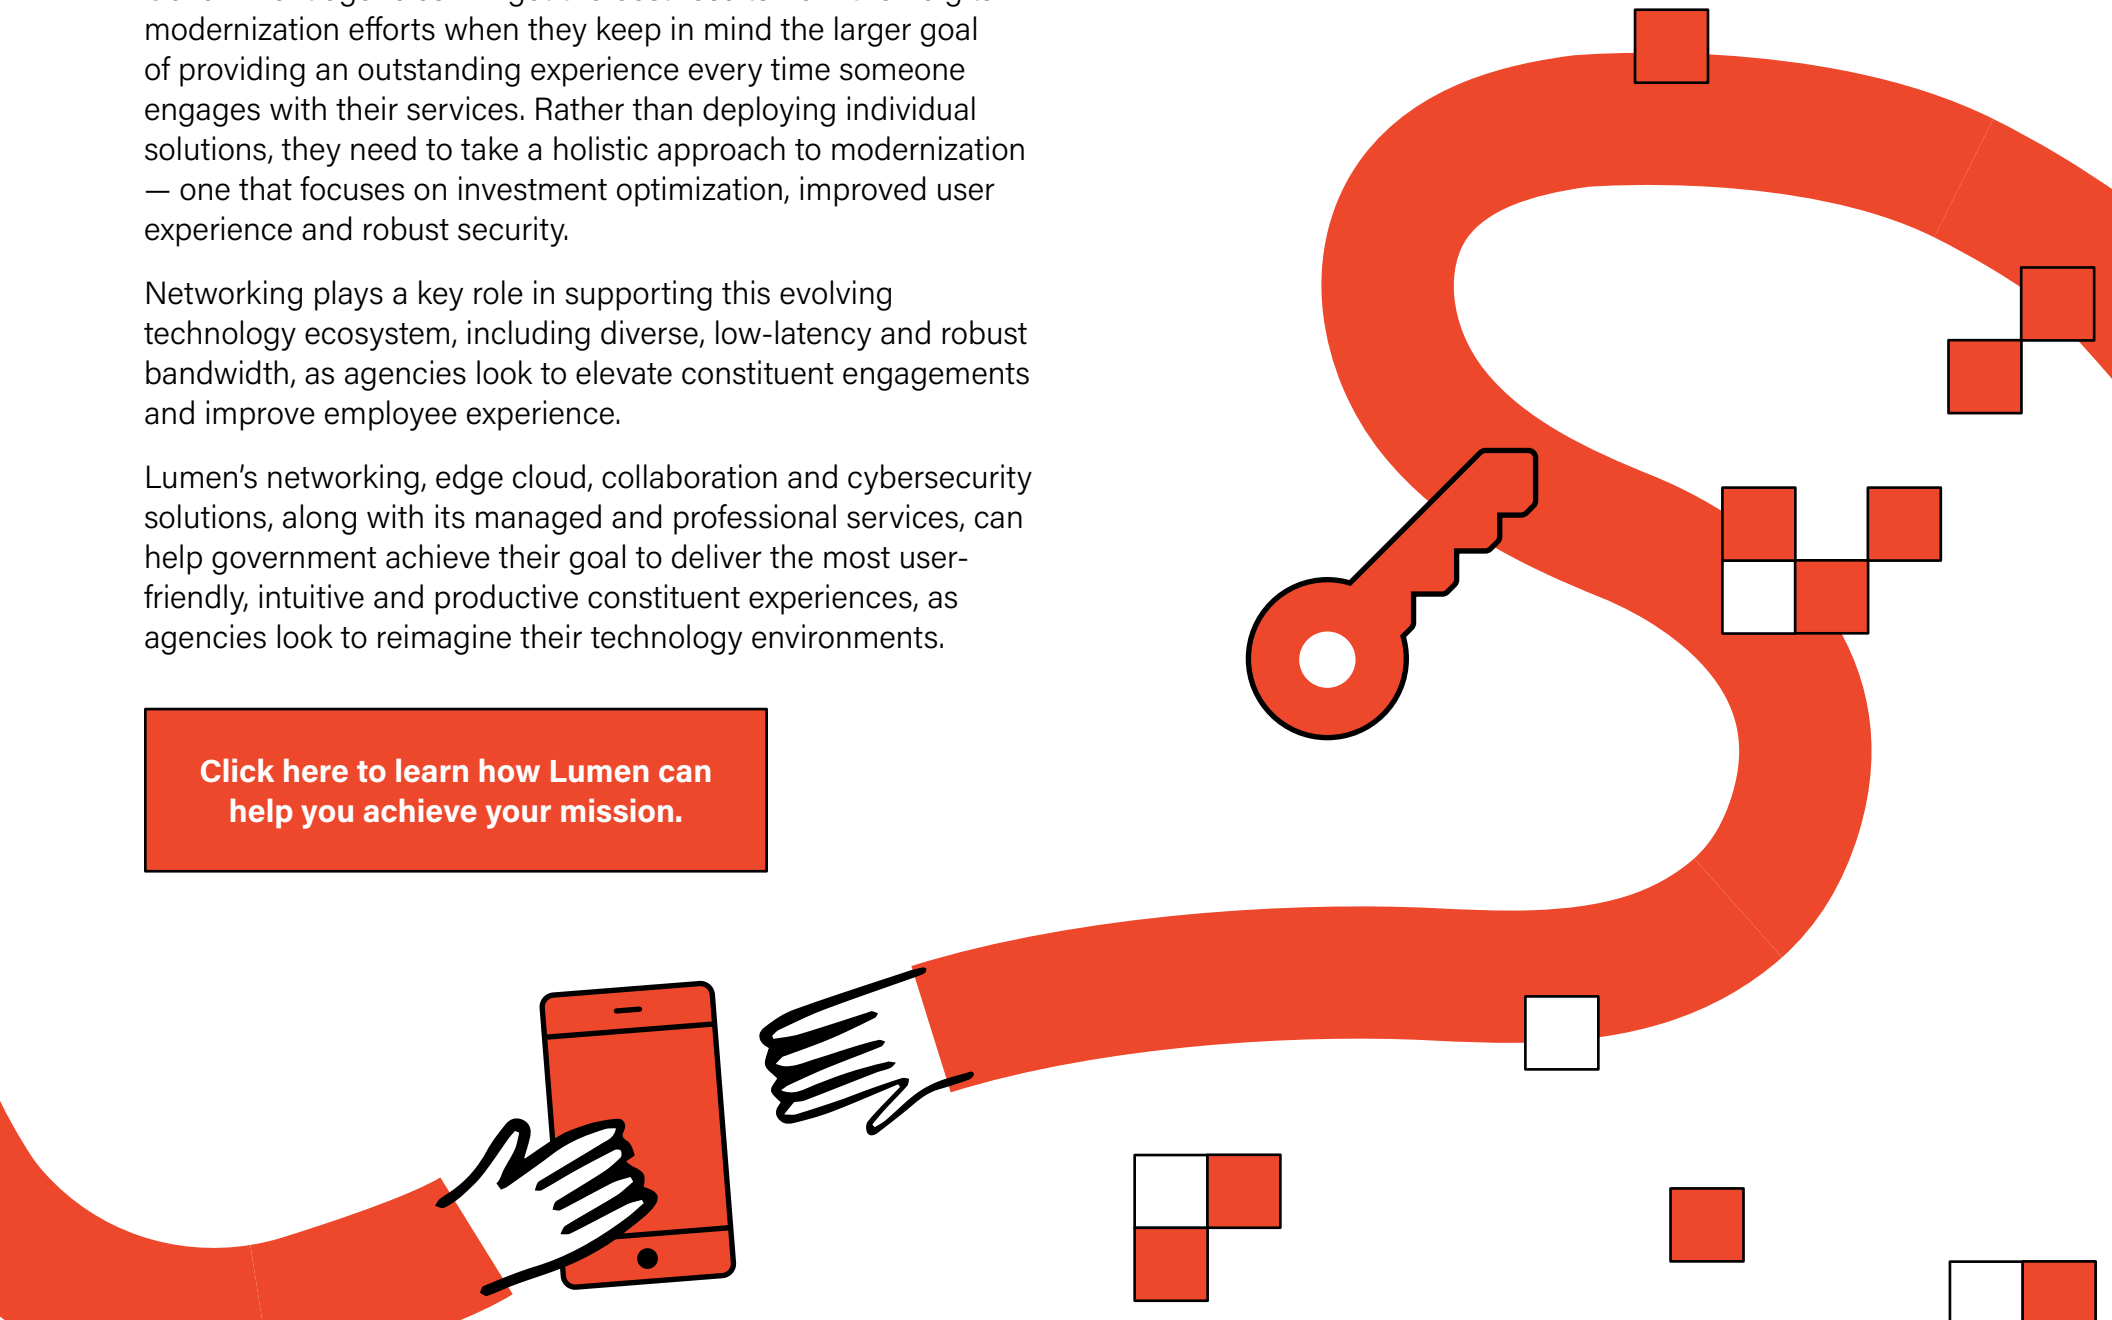 modernization efforts when they keep in mind the larger goal
of providing an outstanding experience every time someone
engages with their services. Rather than deploying individual
solutions, they need to take a holistic approach to modernization
— one that focuses on investment optimization, improved user
experience and robust security.
Networking plays a key role in supporting this evolving
technology ecosystem, including diverse, low-latency and robust
bandwidth, as agencies look to elevate constituent engagements
and improve employee experience.
Lumen’s networking, edge cloud, collaboration and cybersecurity
solutions, along with its managed and professional services, can
help government achieve their goal to deliver the most user-
friendly, intuitive and productive constituent experiences, as
agencies look to reimagine their technology environments.
Click here to learn how Lumen can
help you achieve your mission.